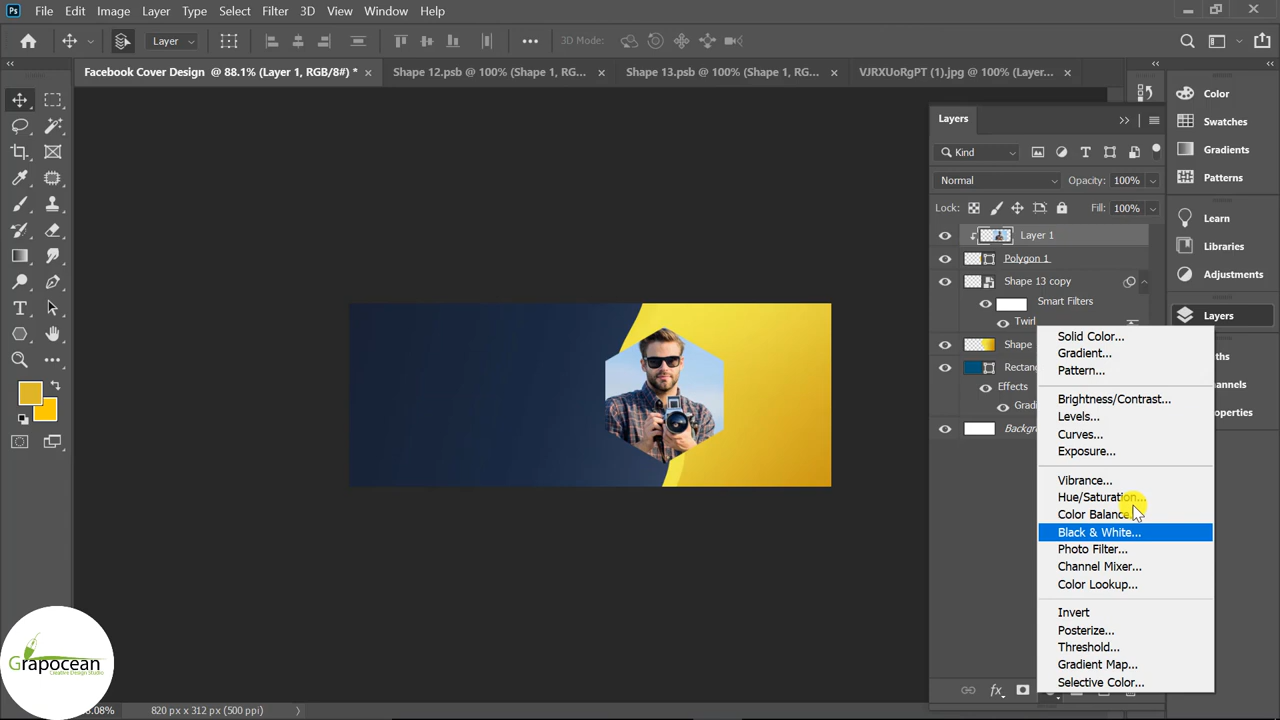 Ps File Edit Image Layer Type Select Filter 3D View Window Help
Layer 3D Mode:
Facebook Cover Design @ 88.1% (Layer 1, RGB/8#) * Shape 12.psb @ 100% (Shape 1, RG... Shape 13.psb @ 100% (Shape 1, RG... VJRXUoRgPT (1).jpg @ 100% (Layer...
Layers
Kind
Normal Opacity: 100%
Lock: Fill: 100%
Layer 1
Polygon 1
Shape 13 copy
Smart Filters
Twirl
Shape
Rectan
Effects
Gradi
Backgro
Solid Color...
Gradient...
Pattern...
Brightness/Contrast...
Levels...
Curves...
Exposure...
Vibrance...
Hue/Saturation...
Color Balance
Black & White...
Photo Filter...
Channel Mixer...
Color Lookup...
Invert
Posterize...
Threshold...
Gradient Map...
Selective Color...
Color
Swatches
Gradients
Patterns
Learn
Libraries
Adjustments
Layers
ths
annels
operties
Grapocean
Creative Design Studio
.08% 820 px x 312 px (500 ppi)